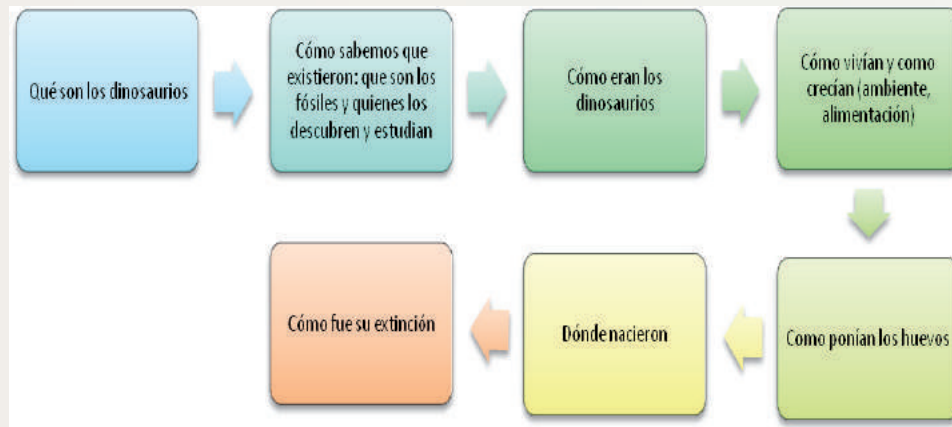 Qué son los dinosaurios
Cómo sabemos que
existieron: que son los
fósiles y quienes los
descubren y estudian
Cómo eran los
dinosaurios
Cómo vivían y como
crecían (ambiente,
alimentación)
Como ponían los huevos
Dónde nacieron
Cómo fue su extinción